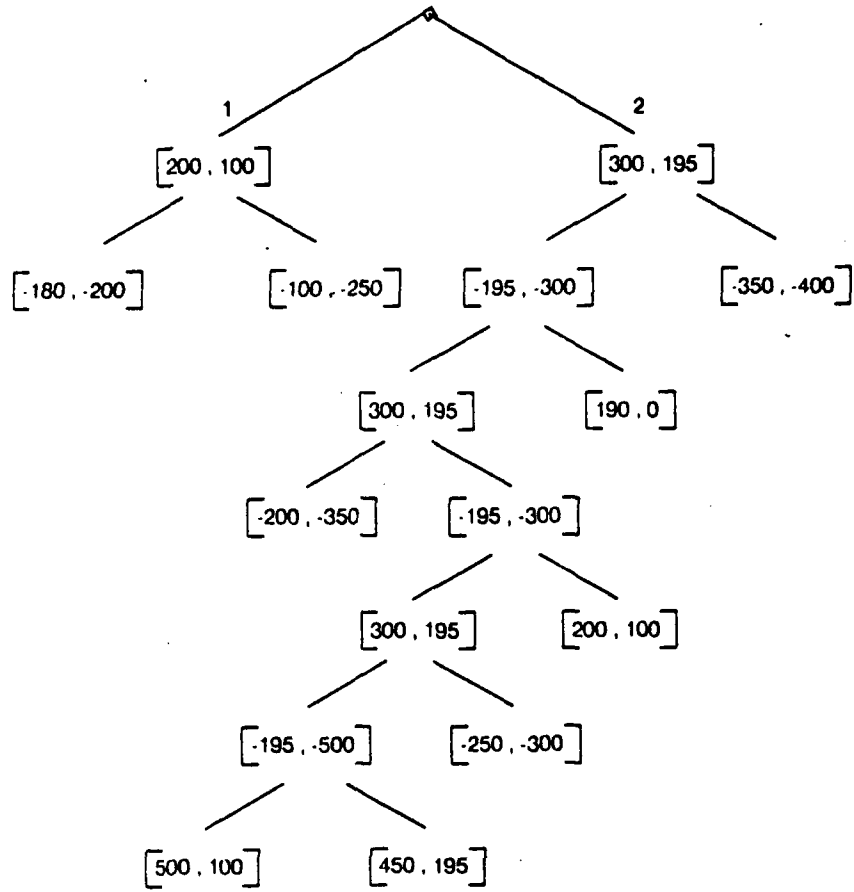 1 2
[200 , 100] [300 , 195]
[-180 , -200] [-100 , -250] [-195 , -300] [-350 , -400]
[300 , 195] [190 , 0]
[-200 , -350] [-195 , -300]
[300 , 195] [200 , 100]
[-195 , -500] [-250 , -300]
[500 , 100] [450 , 195]